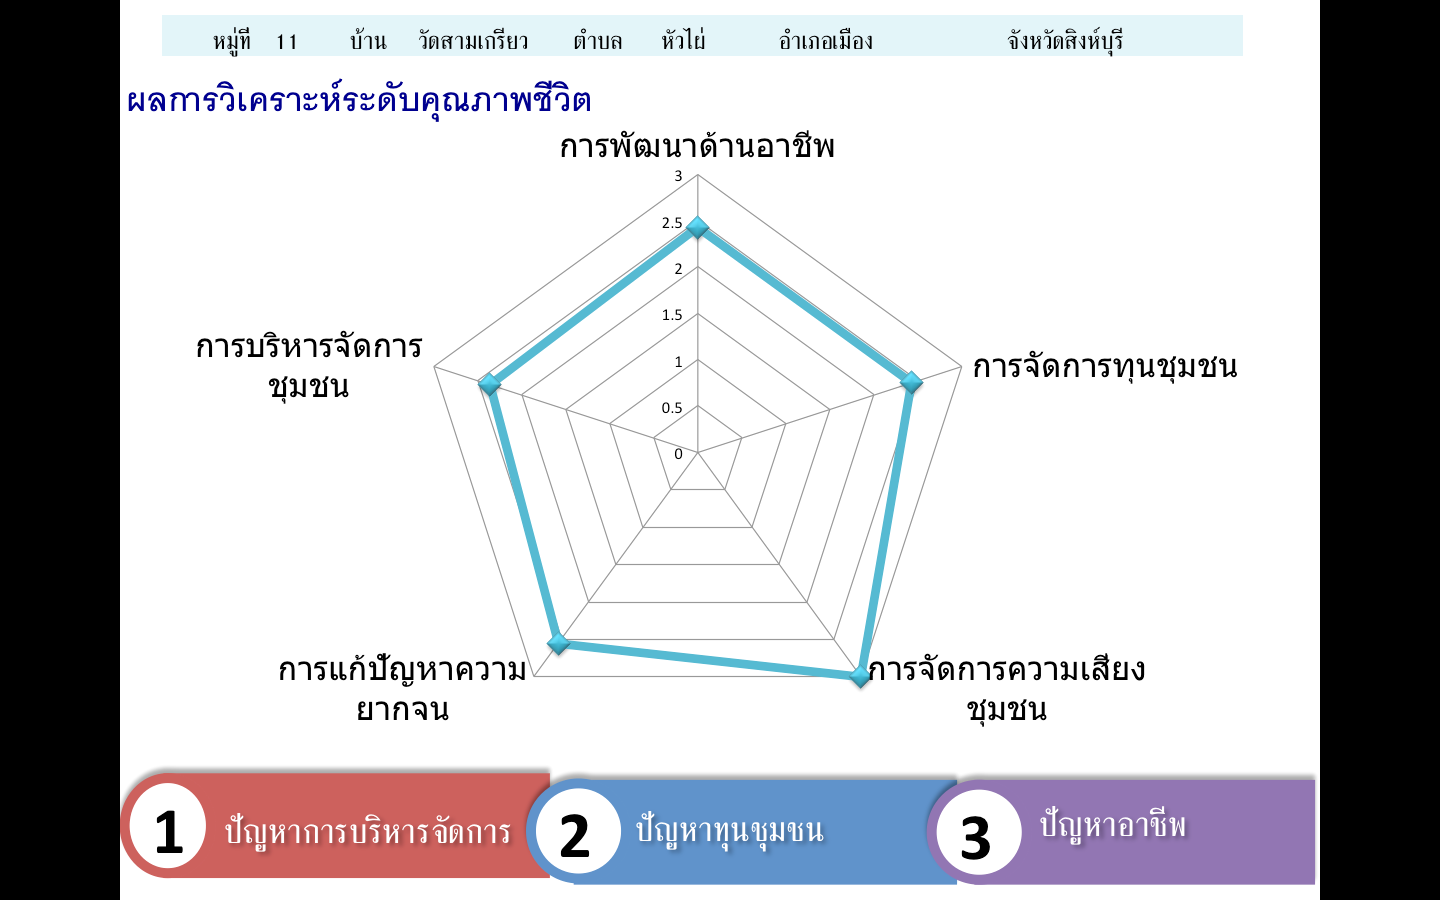 หมู่ที่ 11 บ้าน วัดสามเกรียว ตำบล หัวไผ่ อำเภอเมือง จังหวัดสิงห์บุรี
ผลการวิเคราะห์ระดับคุณภาพชีวิต
การพัฒนาด้านอาชีพ
3
2.5
2
1.5
1
0.5
0
การบริหารจัดการ
ชุมชน
การจัดการทุนชุมชน
การแก้ปัญหาความ
ยากจน
การจัดการความเสี่ยง
ชุมชน
1 ปัญหาการบริหารจัดการ
2 ปัญหาทุนชุมชน
3 ปัญหาอาชีพ